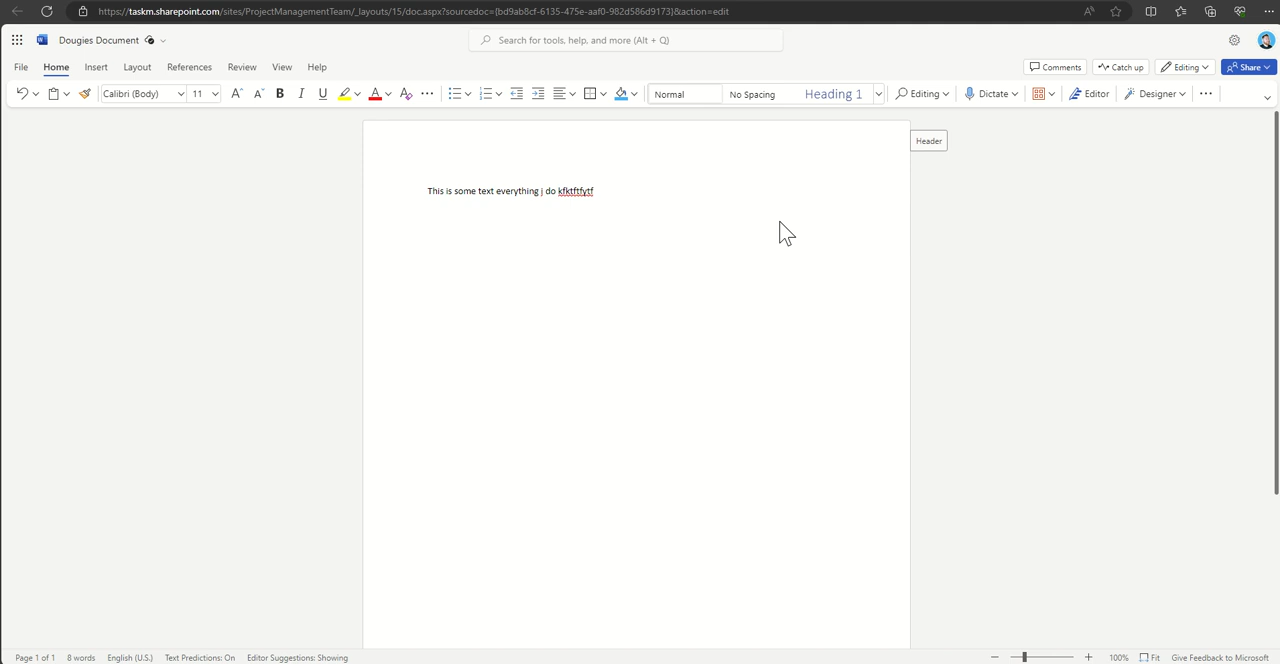 https://taskm.sharepoint.com/sites/ProjectManagementTeam/_layouts/15/doc.aspx?sourcedoc={bd9ab8cf-6135-475e-aaf0-982d586d9173}&action=edit
Dougies Document
Search for tools, help, and more (Alt + Q)
File Home Insert Layout References Review View Help Comments Catch up Editing Share
Calibri (Body) 11 A A B I U A A Normal No Spacing Heading 1 Editing Dictate Editor Designer
Header
This is some text everything j do kfktftfytf
Page 1 of 1 8 words English (U.S.) Text Predictions: On Editor Suggestions: Showing 100% Fit Give Feedback to Microsoft